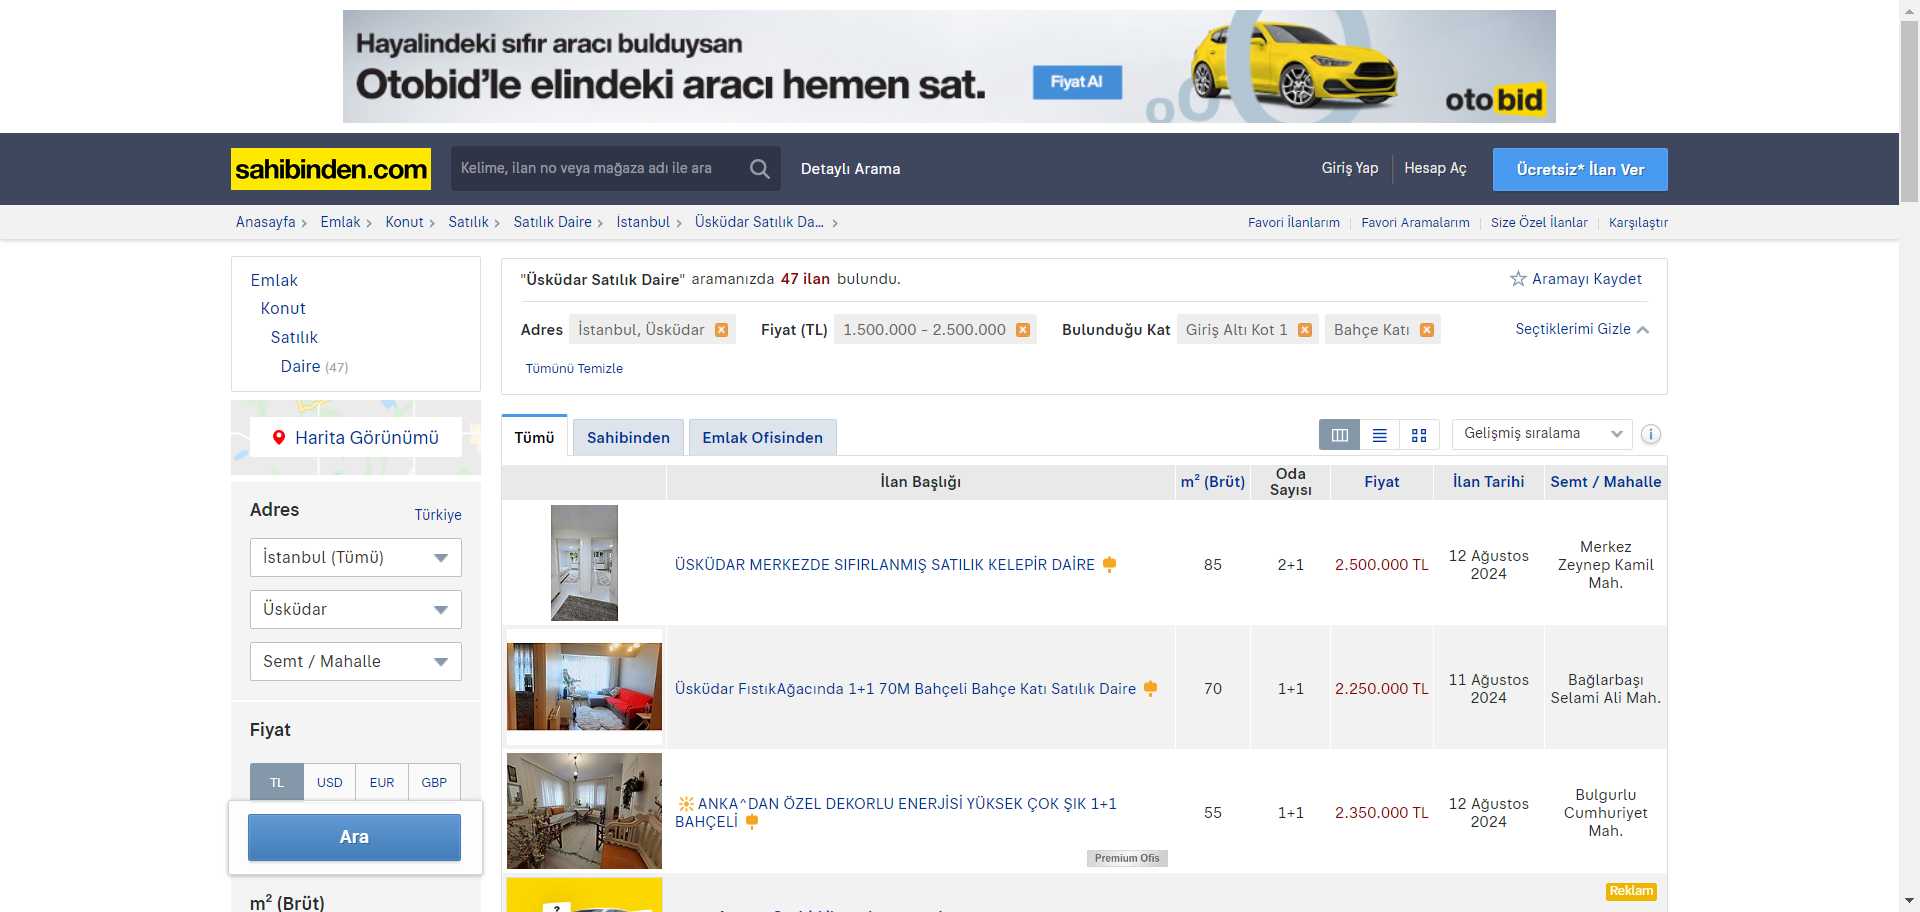 Hayalindeki sıfır aracı bulduysan
Otobid'le elindeki aracı hemen sat.
Fiyat Al
otobid
sahibinden.com
Kelime, ilan no veya mağaza adı ile ara
Detaylı Arama
Giriş Yap
Hesap Aç
Ücretsiz* İlan Ver
Anasayfa > Emlak > Konut > Satılık > Satılık Daire > İstanbul > Üsküdar Satılık Da... >
Favori İlanlarım
Favori Aramalarım
Size Özel İlanlar
Karşılaştır
Emlak
Konut
Satılık
Daire (47)
Harita Görünümü
Adres
Türkiye
İstanbul (Tümü)
Üsküdar
Semt / Mahalle
Fiyat
TL
USD
EUR
GBP
Ara
m² (Brüt)
"Üsküdar Satılık Daire" aramanızda 47 ilan bulundu.
Aramayı Kaydet
Adres İstanbul, Üsküdar
Fiyat (TL) 1.500.000 - 2.500.000
Bulunduğu Kat Giriş Altı Kot 1 Bahçe Katı
Seçtiklerimi Gizle
Tümünü Temizle
Tümü
Sahibinden
Emlak Ofisinden
Gelişmiş sıralama
i
İlan Başlığı
m² (Brüt)
Oda
Sayısı
Fiyat
İlan Tarihi
Semt / Mahalle
ÜSKÜDAR MERKEZDE SIFIRLANMIŞ SATILIK KELEPİR DAİRE
85
2+1
2.500.000 TL
12 Ağustos
2024
Merkez
Zeynep Kamil
Mah.
Üsküdar FıstıkAğacında 1+1 70M Bahçeli Bahçe Katı Satılık Daire
70
1+1
2.250.000 TL
11 Ağustos
2024
Bağlarbaşı
Selami Ali Mah.
ANKA^DAN ÖZEL DEKORLU ENERJİSİ YÜKSEK ÇOK ŞIK 1+1
BAHÇELİ
Premium Ofis
55
1+1
2.350.000 TL
12 Ağustos
2024
Bulgurlu
Cumhuriyet
Mah.
?
Reklam